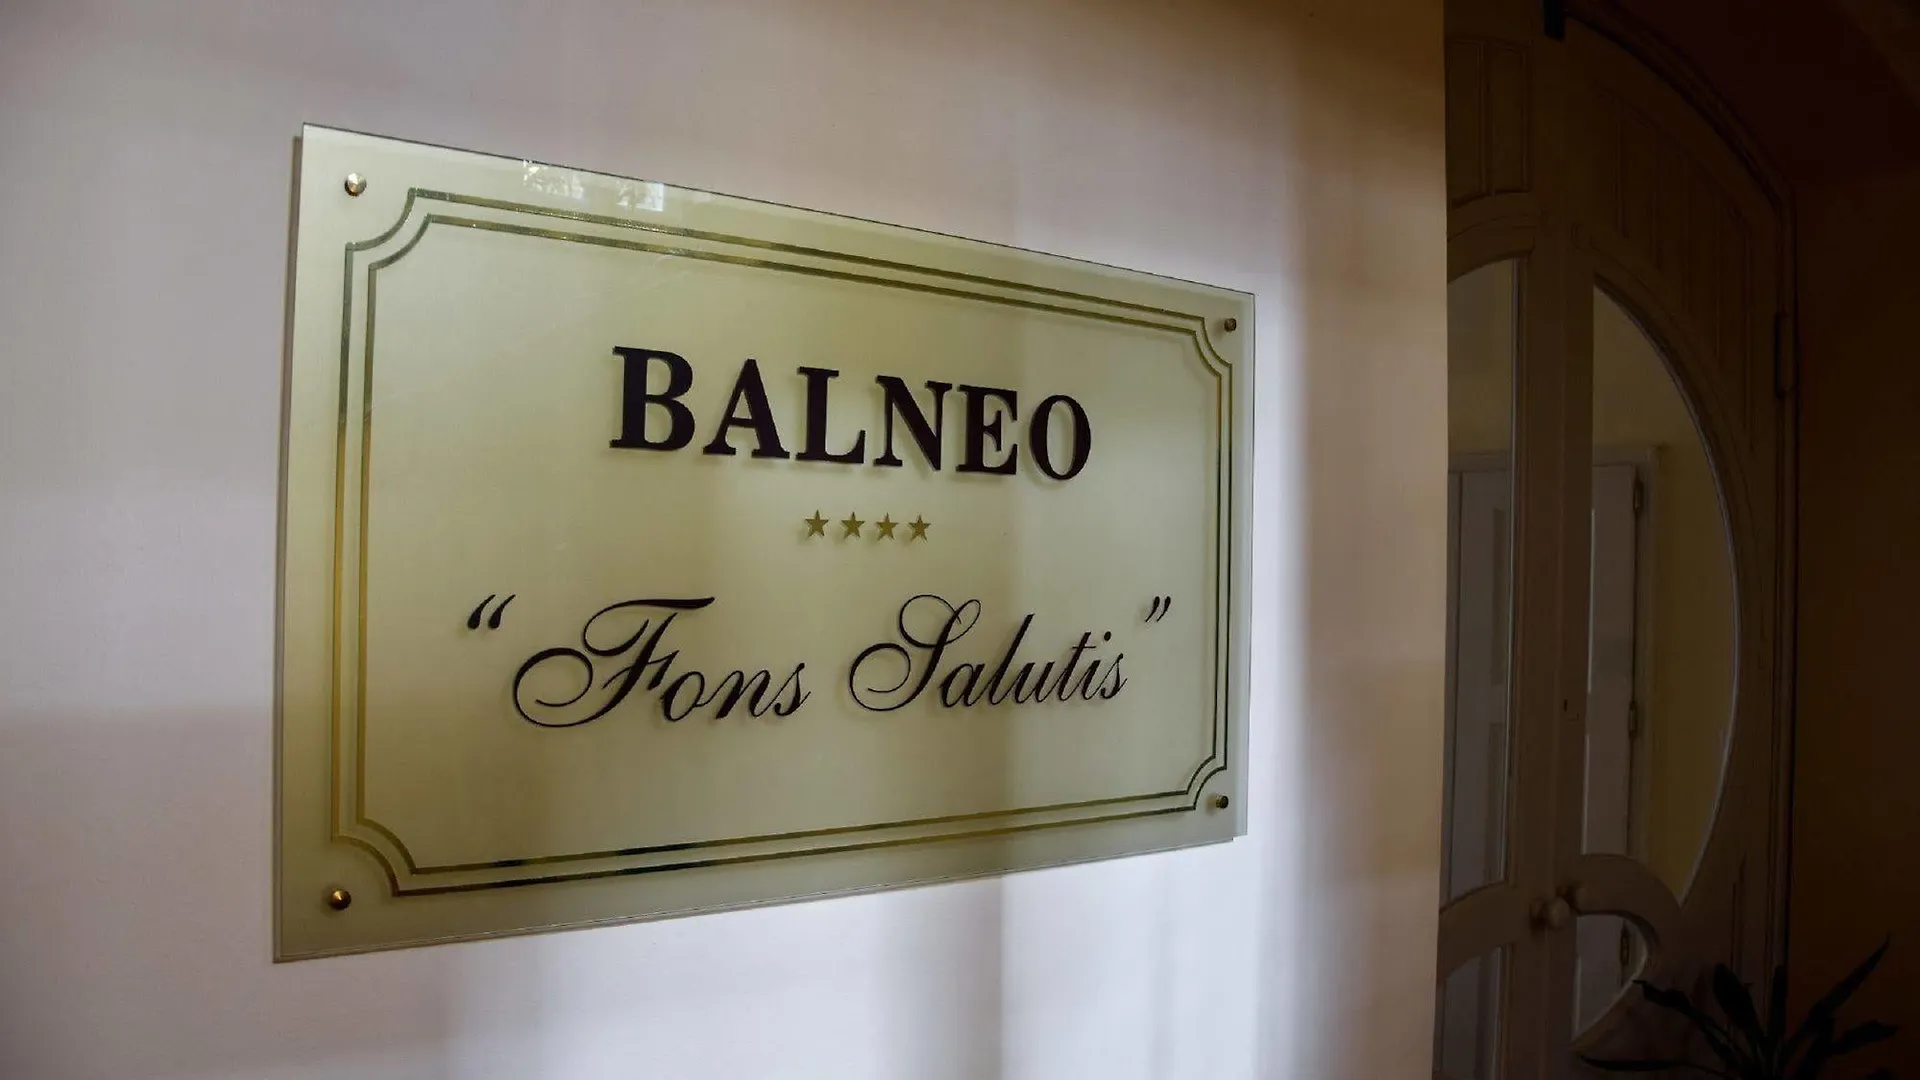 BALNEO
★★★★
“Fons Salutis”